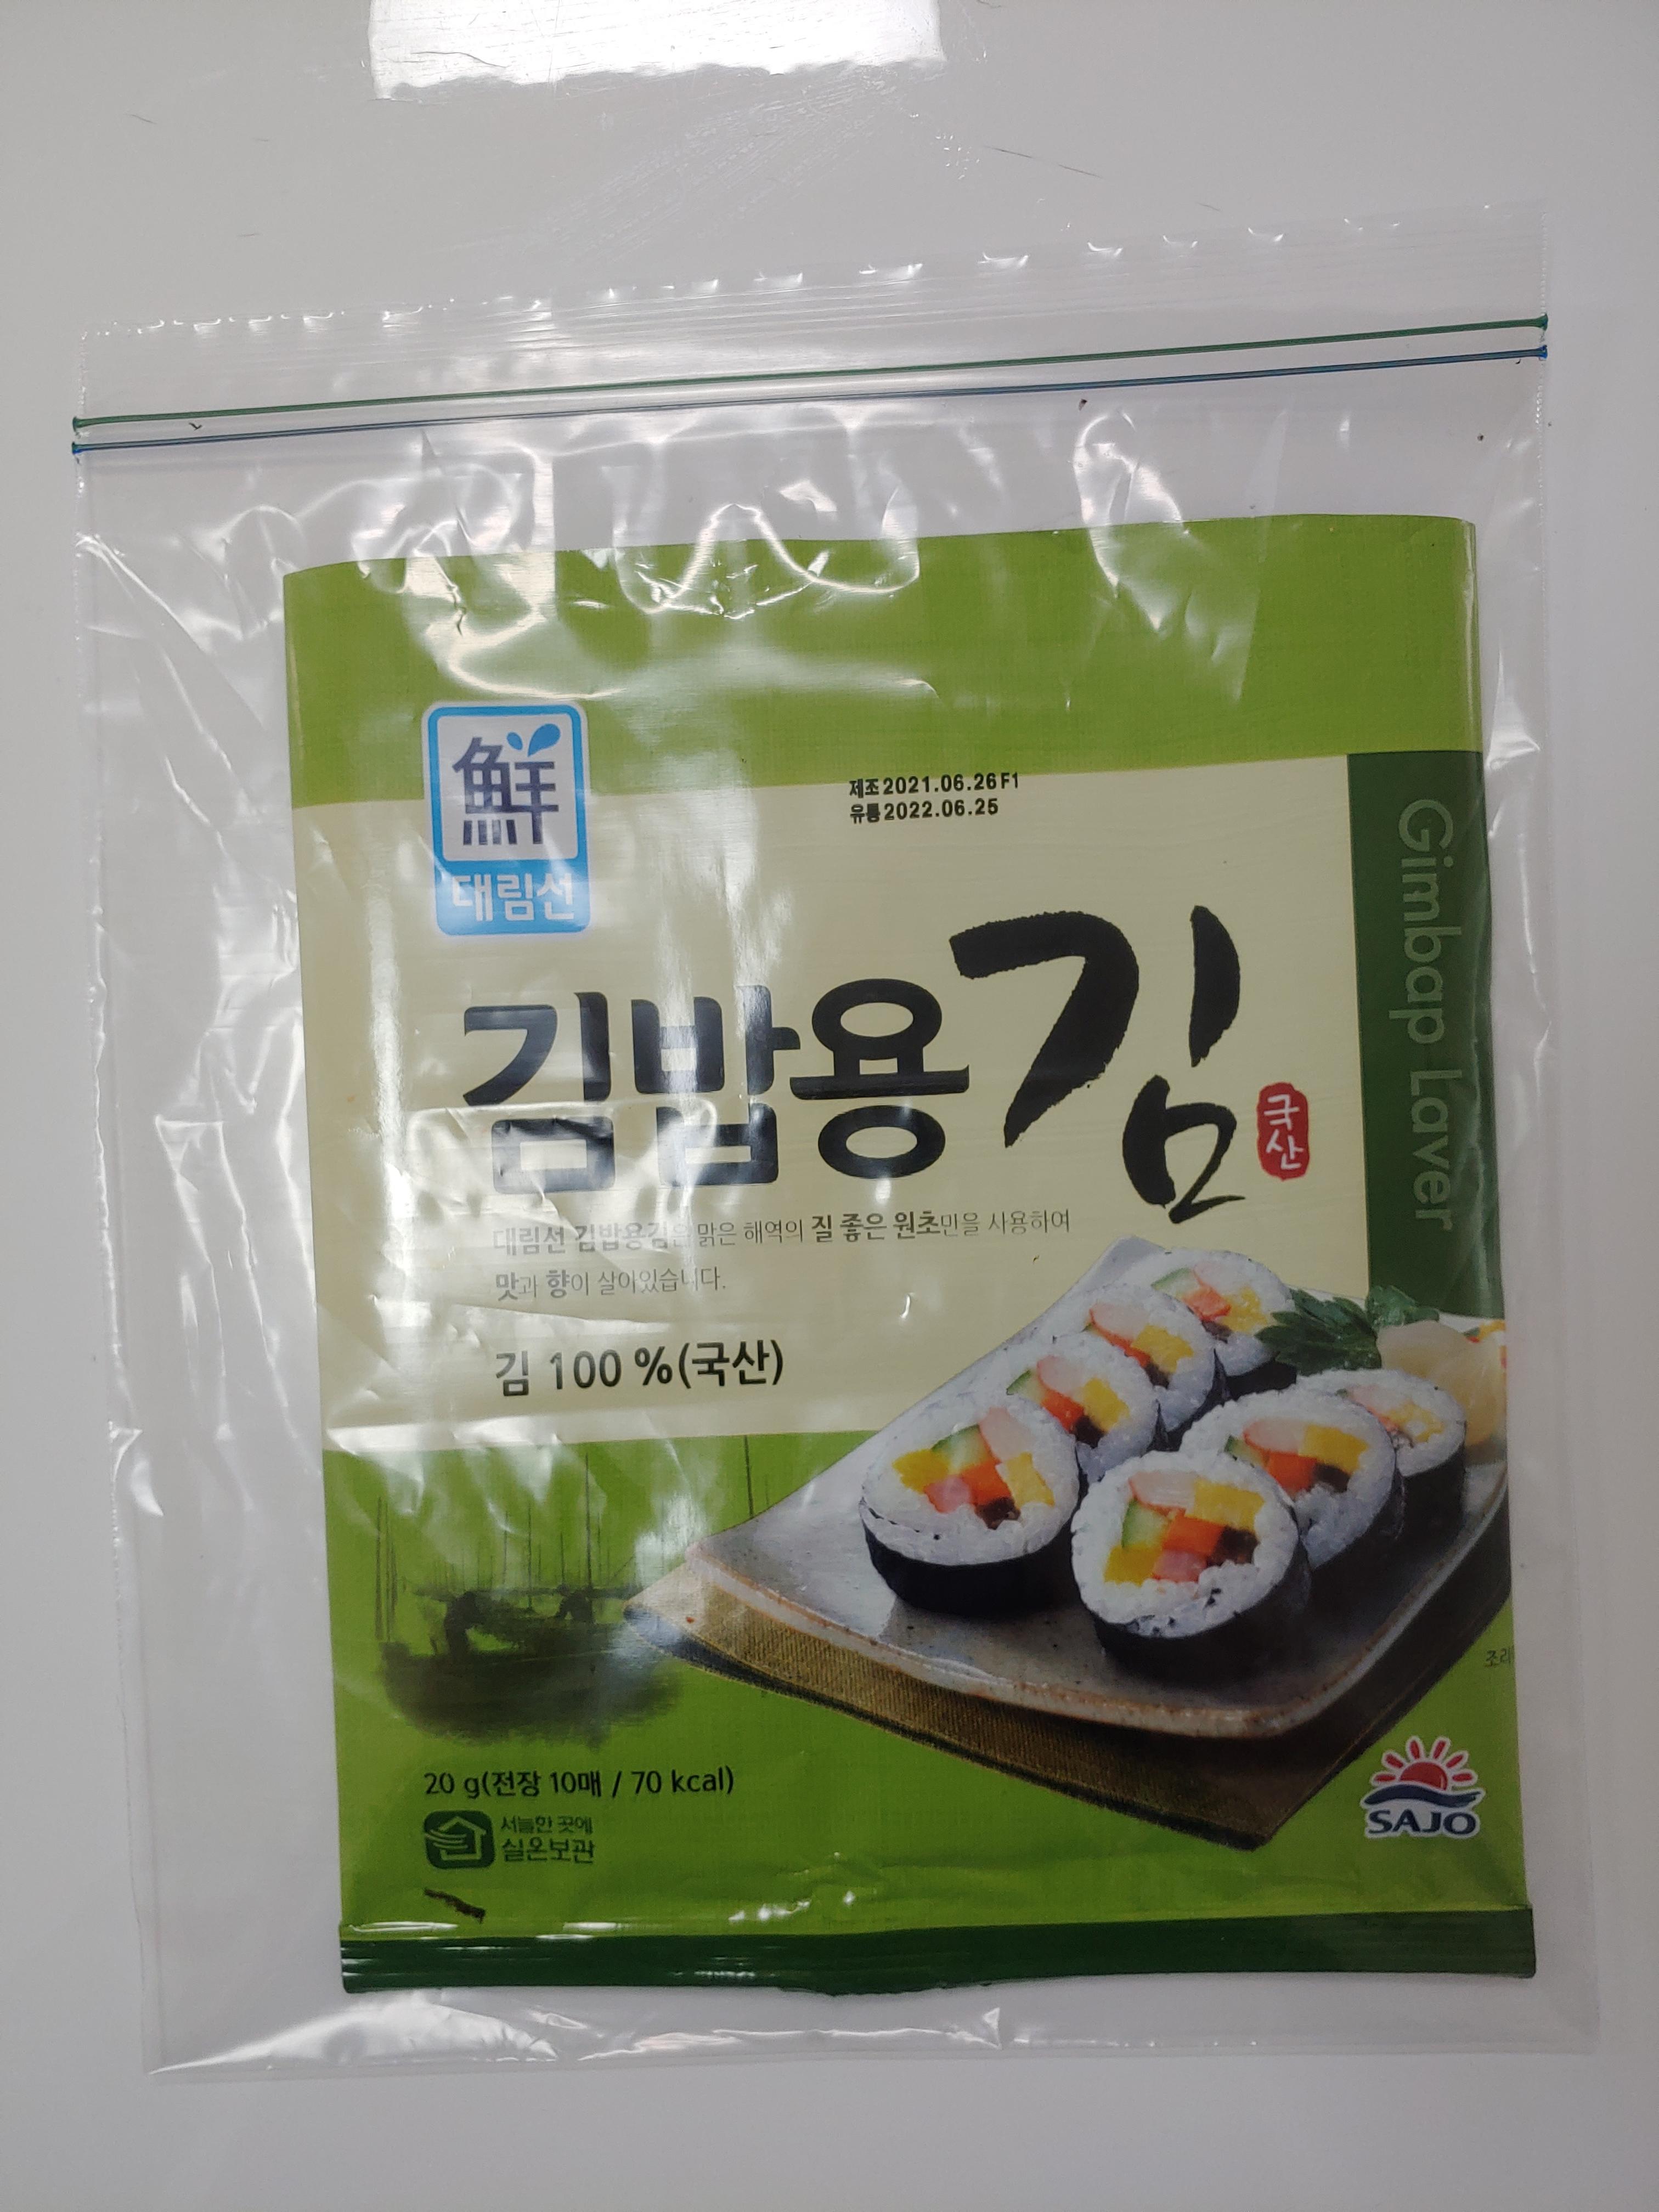 鮮
대림선
제조2021.06.26F1
유통2022.06.25
김밥용김
국산
Gimbap Laver
대림선 김밥용김은 맑은 해역의 질 좋은 원초만을 사용하여
맛과 향이 살아있습니다.
김 100 %(국산)
조리
20 g(전장 10매 / 70 kcal)
서늘한 곳에
실온보관
SAJO